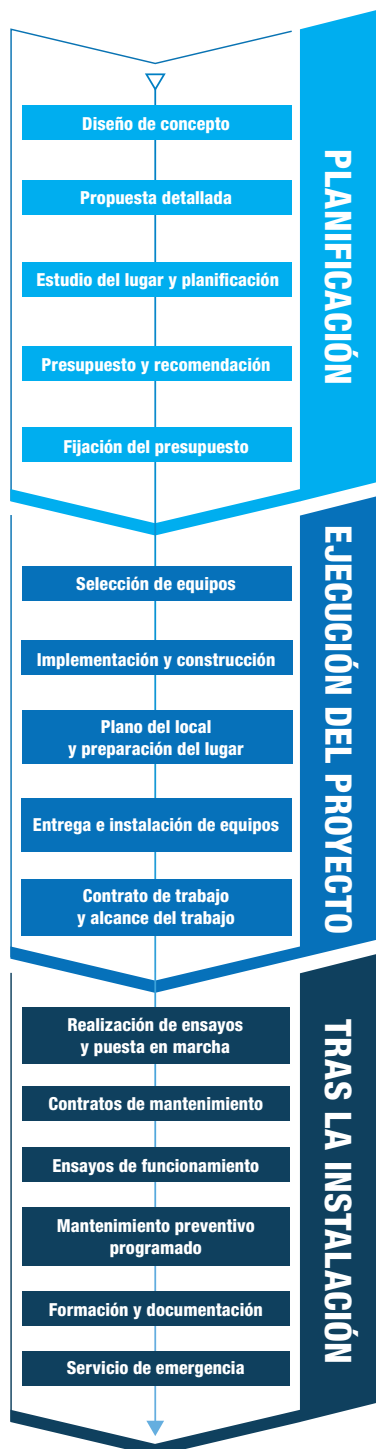 PLANIFICACIÓN
Diseño de concepto
Propuesta detallada
Estudio del lugar y planificación
Presupuesto y recomendación
Fijación del presupuesto
EJECUCIÓN DEL PROYECTO
Selección de equipos
Implementación y construcción
Plano del local
y preparación del lugar
Entrega e instalación de equipos
Contrato de trabajo
y alcance del trabajo
TRAS LA INSTALACIÓN
Realización de ensayos
y puesta en marcha
Contratos de mantenimiento
Ensayos de funcionamiento
Mantenimiento preventivo
programado
Formación y documentación
Servicio de emergencia